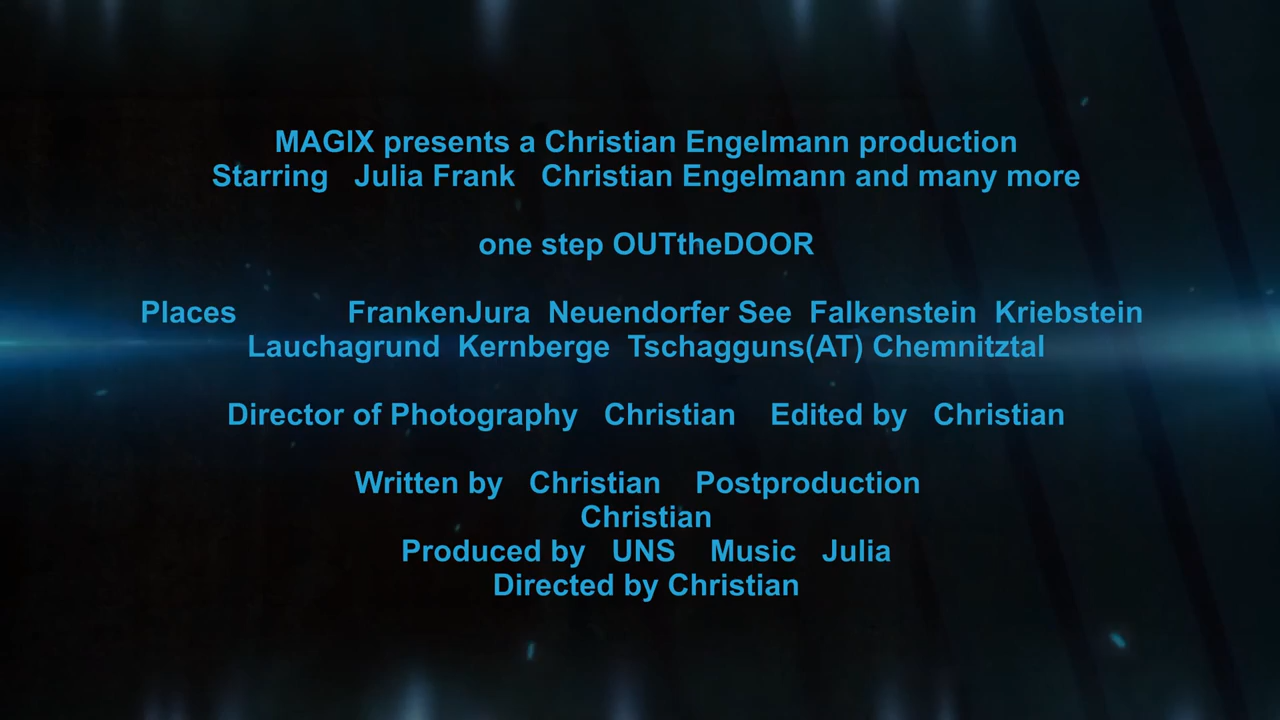 MAGIX presents a Christian Engelmann production
Starring Julia Frank Christian Engelmann and many more
one step OUTtheDOOR
Places FrankenJura Neuendorfer See Falkenstein Kriebstein
Lauchagrund Kernberge Tschagguns(AT) Chemnitztal
Director of Photography Christian Edited by Christian
Written by Christian Postproduction
Christian
Produced by UNS Music Julia
Directed by Christian